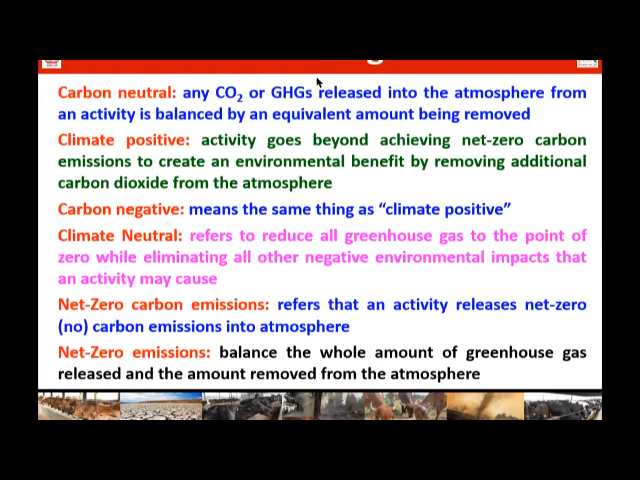 Carbon neutral: any CO₂ or GHGs released into the atmosphere from
an activity is balanced by an equivalent amount being removed
Climate positive: activity goes beyond achieving net-zero carbon
emissions to create an environmental benefit by removing additional
carbon dioxide from the atmosphere
Carbon negative: means the same thing as “climate positive”
Climate Neutral: refers to reduce all greenhouse gas to the point of
zero while eliminating all other negative environmental impacts that
an activity may cause
Net-Zero carbon emissions: refers that an activity releases net-zero
(no) carbon emissions into atmosphere
Net-Zero emissions: balance the whole amount of greenhouse gas
released and the amount removed from the atmosphere